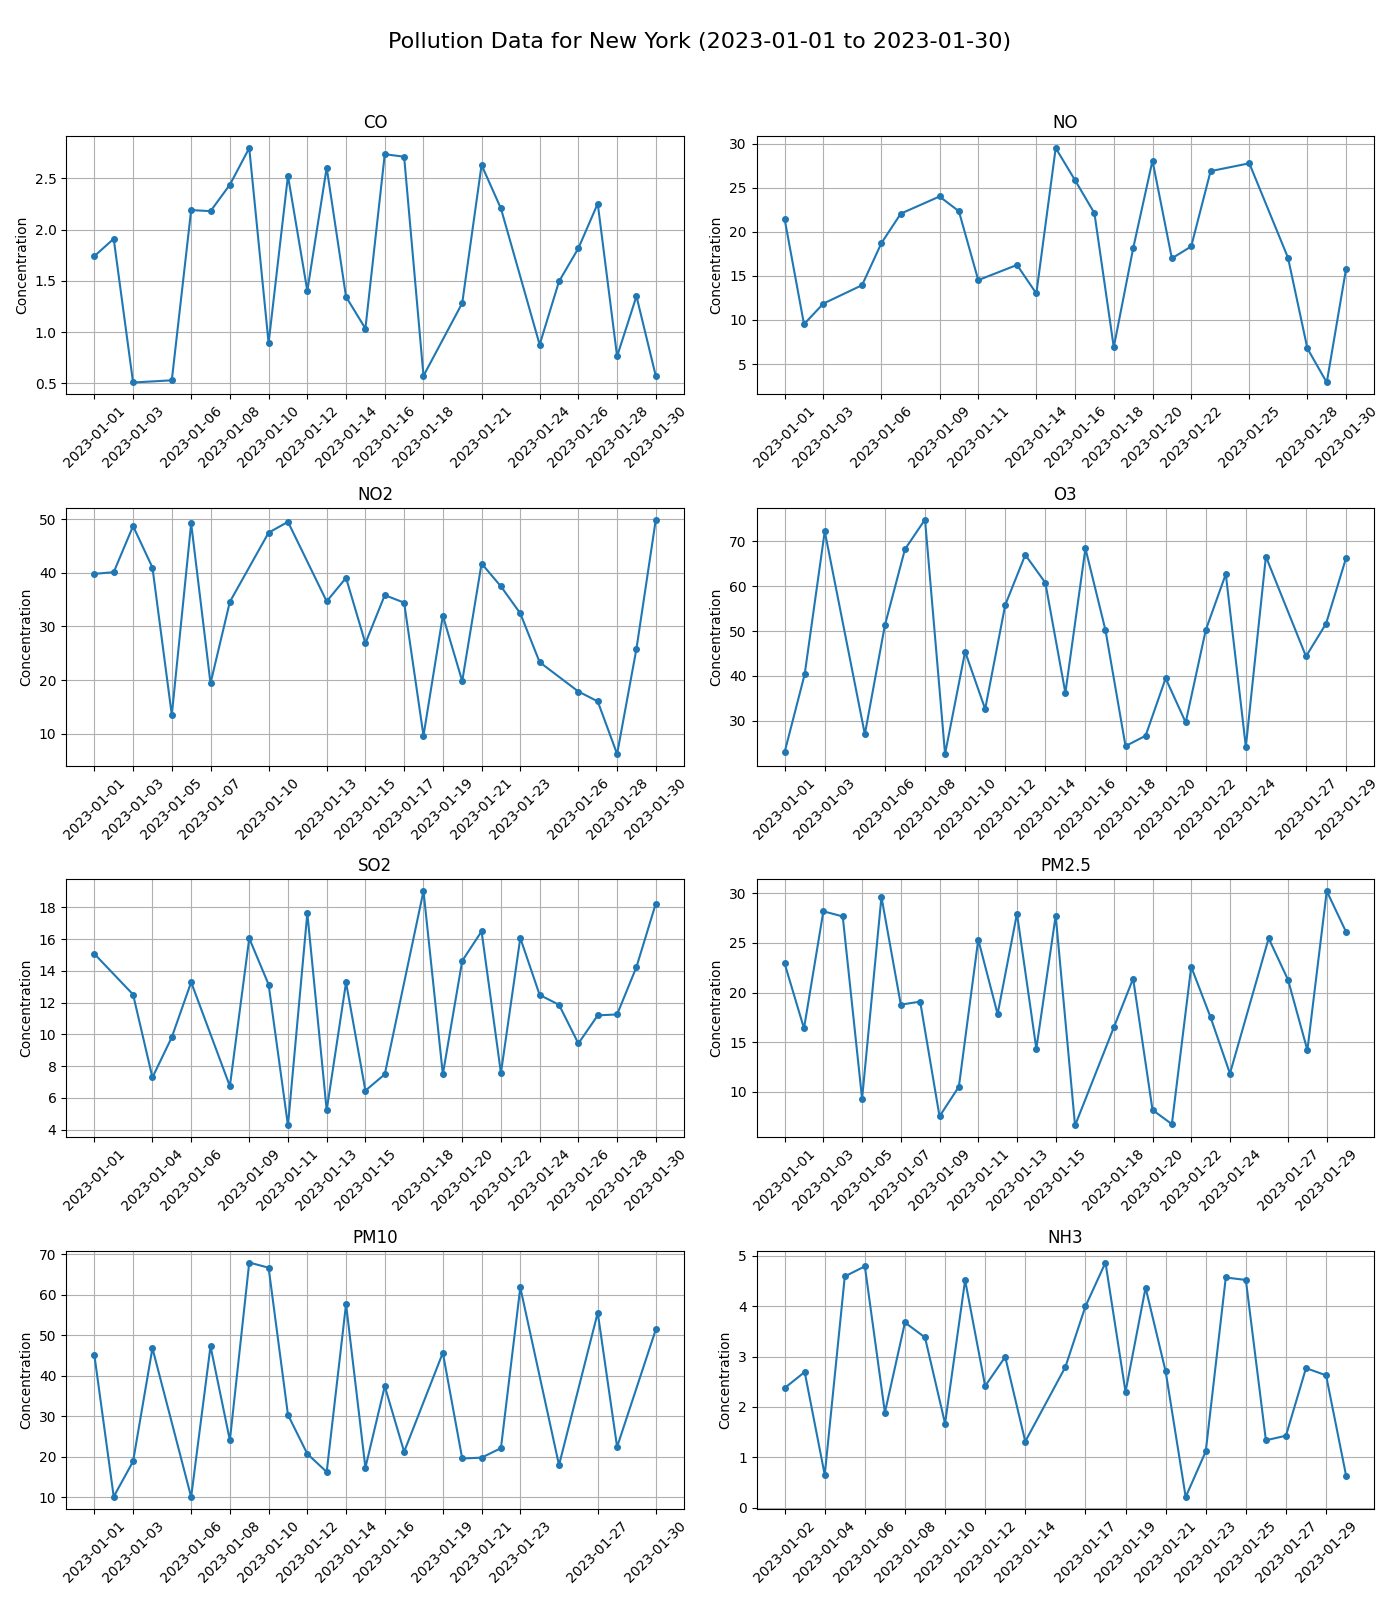 Pollution Data for New York (2023-01-01 to 2023-01-30)
CO
Concentration
2.5
2.0
1.5
1.0
0.5
2023-01-01 2023-01-03 2023-01-06 2023-01-08 2023-01-10 2023-01-12 2023-01-14 2023-01-16 2023-01-18 2023-01-21 2023-01-24 2023-01-26 2023-01-28 2023-01-30
NO
Concentration
30
25
20
15
10
5
2023-01-01 2023-01-03 2023-01-06 2023-01-09 2023-01-11 2023-01-14 2023-01-16 2023-01-18 2023-01-20 2023-01-22 2023-01-25 2023-01-28 2023-01-30
NO2
Concentration
50
40
30
20
10
2023-01-01 2023-01-03 2023-01-05 2023-01-07 2023-01-10 2023-01-13 2023-01-15 2023-01-17 2023-01-19 2023-01-21 2023-01-23 2023-01-26 2023-01-28 2023-01-30
O3
Concentration
70
60
50
40
30
2023-01-01 2023-01-03 2023-01-06 2023-01-08 2023-01-10 2023-01-12 2023-01-14 2023-01-16 2023-01-18 2023-01-20 2023-01-22 2023-01-24 2023-01-27 2023-01-29
SO2
Concentration
18
16
14
12
10
8
6
4
2023-01-01 2023-01-04 2023-01-06 2023-01-09 2023-01-11 2023-01-13 2023-01-15 2023-01-18 2023-01-20 2023-01-22 2023-01-24 2023-01-26 2023-01-28 2023-01-30
PM2.5
Concentration
30
25
20
15
10
2023-01-01 2023-01-03 2023-01-05 2023-01-07 2023-01-09 2023-01-11 2023-01-13 2023-01-15 2023-01-18 2023-01-20 2023-01-22 2023-01-24 2023-01-27 2023-01-29
PM10
Concentration
70
60
50
40
30
20
10
2023-01-01 2023-01-03 2023-01-06 2023-01-08 2023-01-10 2023-01-12 2023-01-14 2023-01-16 2023-01-19 2023-01-21 2023-01-23 2023-01-27 2023-01-30
NH3
Concentration
5
4
3
2
1
0
2023-01-02 2023-01-04 2023-01-06 2023-01-08 2023-01-10 2023-01-12 2023-01-14 2023-01-17 2023-01-19 2023-01-21 2023-01-23 2023-01-25 2023-01-27 2023-01-29